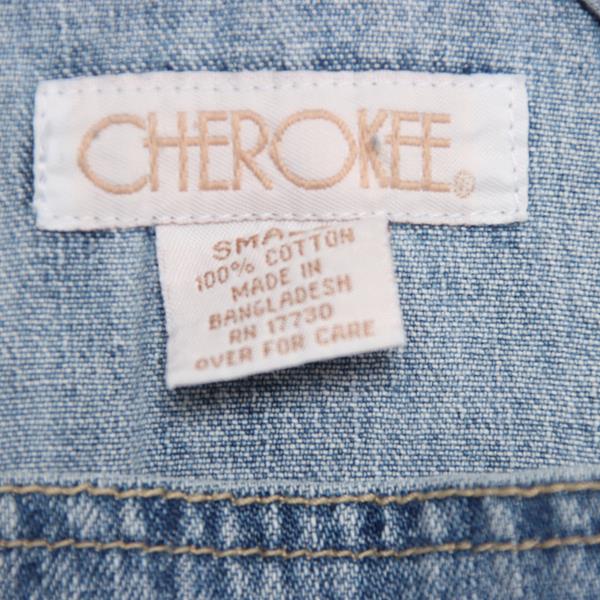 CHEROKEE®
SMALL
100% COTTON
MADE IN
BANGLADESH
RN 17730
OVER FOR CARE